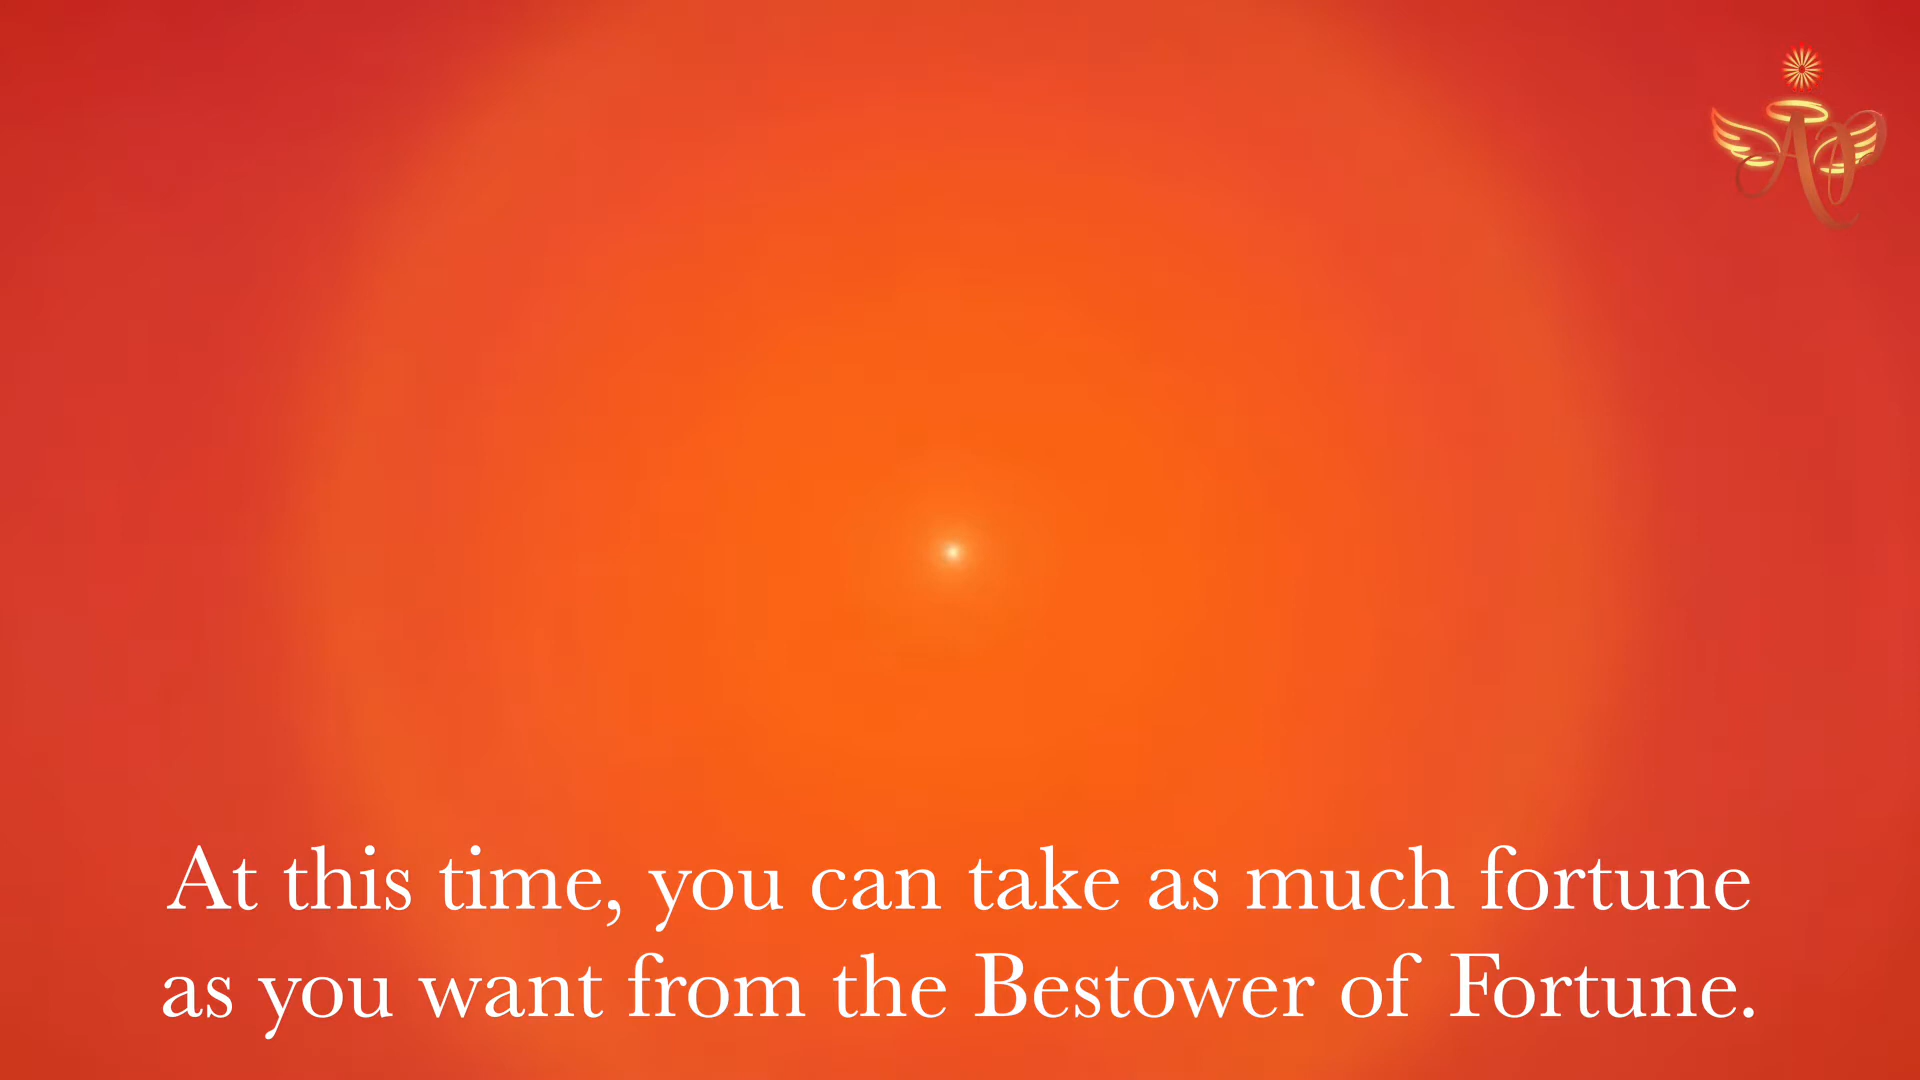 At this time, you can take as much fortune
as you want from the Bestower of Fortune.